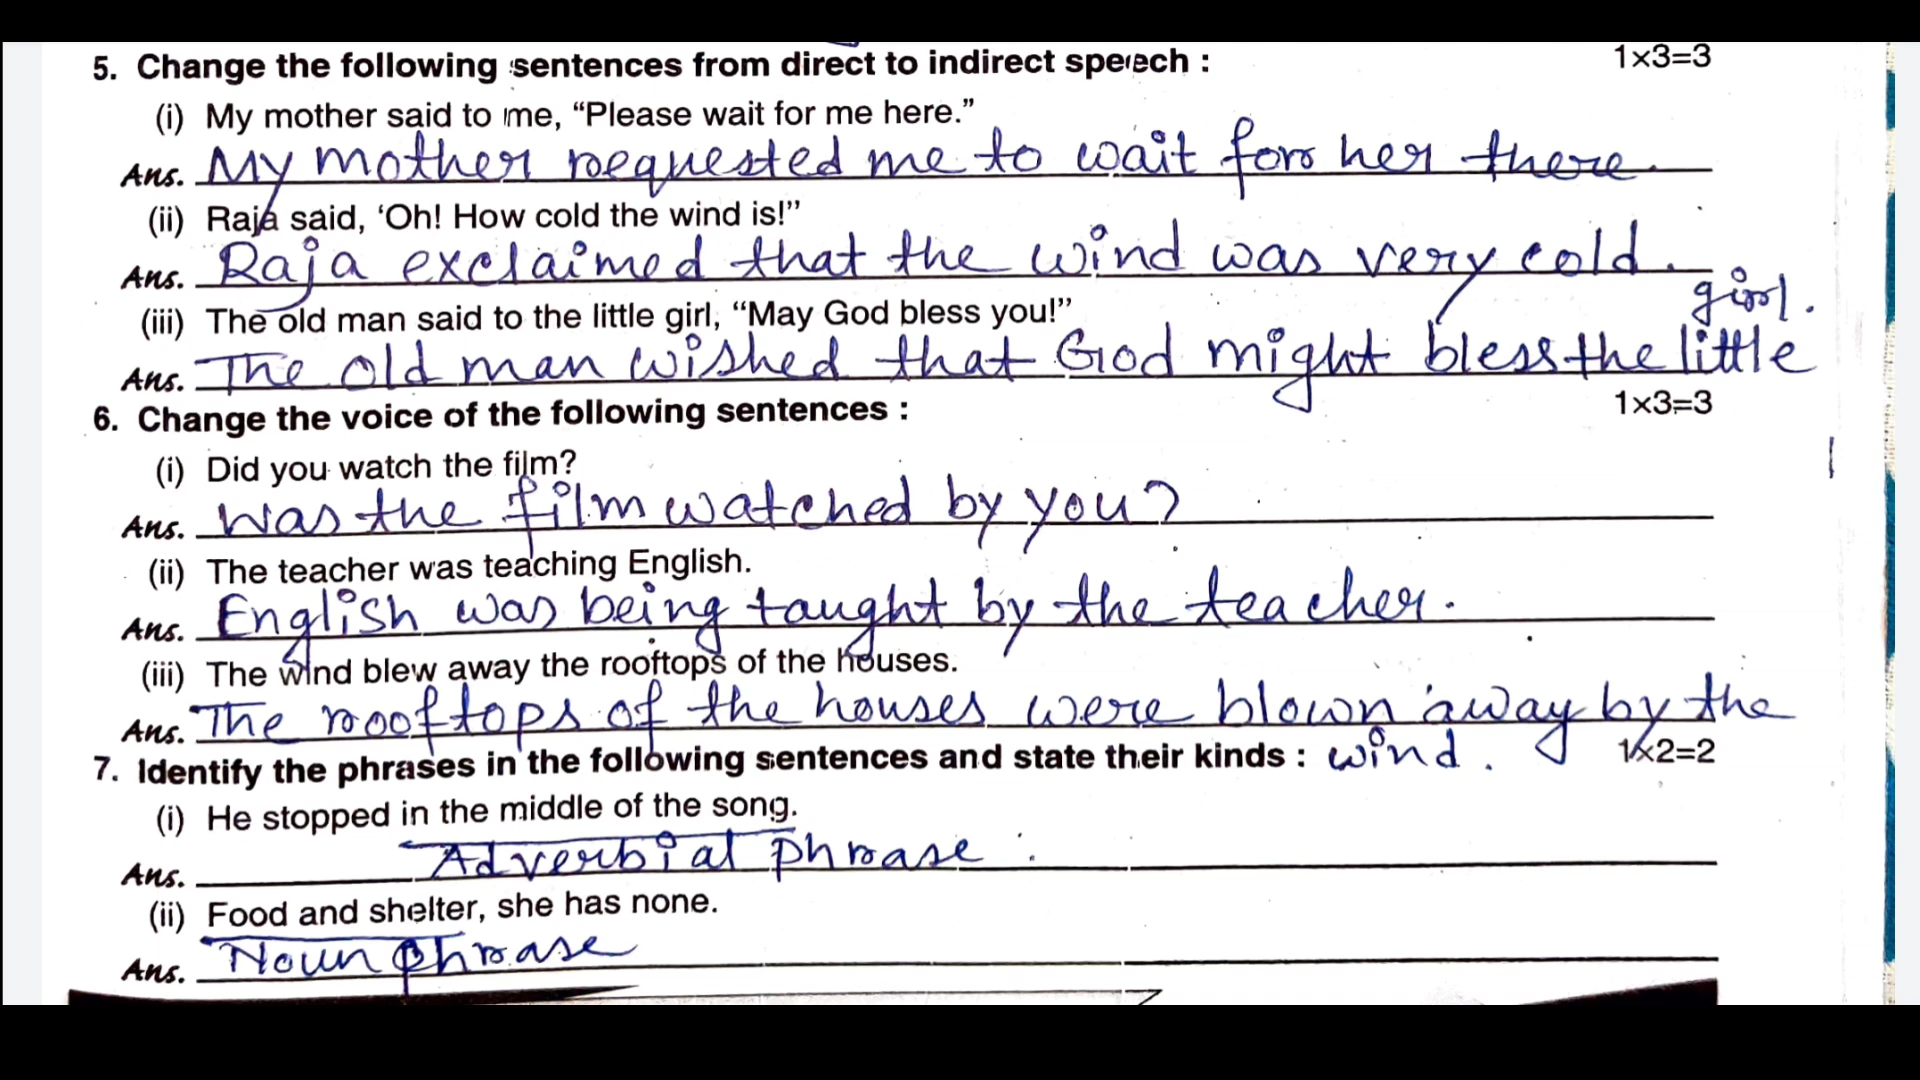 5. Change the following sentences from direct to indirect speech : 1×3=3
(i) My mother said to me, “Please wait for me here.”
Ans. My mother requested me to wait for her there.
(ii) Raja said, ‘Oh! How cold the wind is!”
Ans. Raja exclaimed that the wind was very cold.
(iii) The old man said to the little girl, “May God bless you!”
girl.
Ans. The old man wished that God might bless the little
6. Change the voice of the following sentences : 1×3=3
(i) Did you watch the film?
Ans. Was the film watched by you?
(ii) The teacher was teaching English.
Ans. English was being taught by the teacher.
(iii) The wind blew away the rooftops of the houses.
Ans. The rooftops of the houses were blown away by the
7. Identify the phrases in the following sentences and state their kinds : wind. 1×2=2
(i) He stopped in the middle of the song.
Ans. Adverbial phrase.
(ii) Food and shelter, she has none.
Ans. Noun phrase